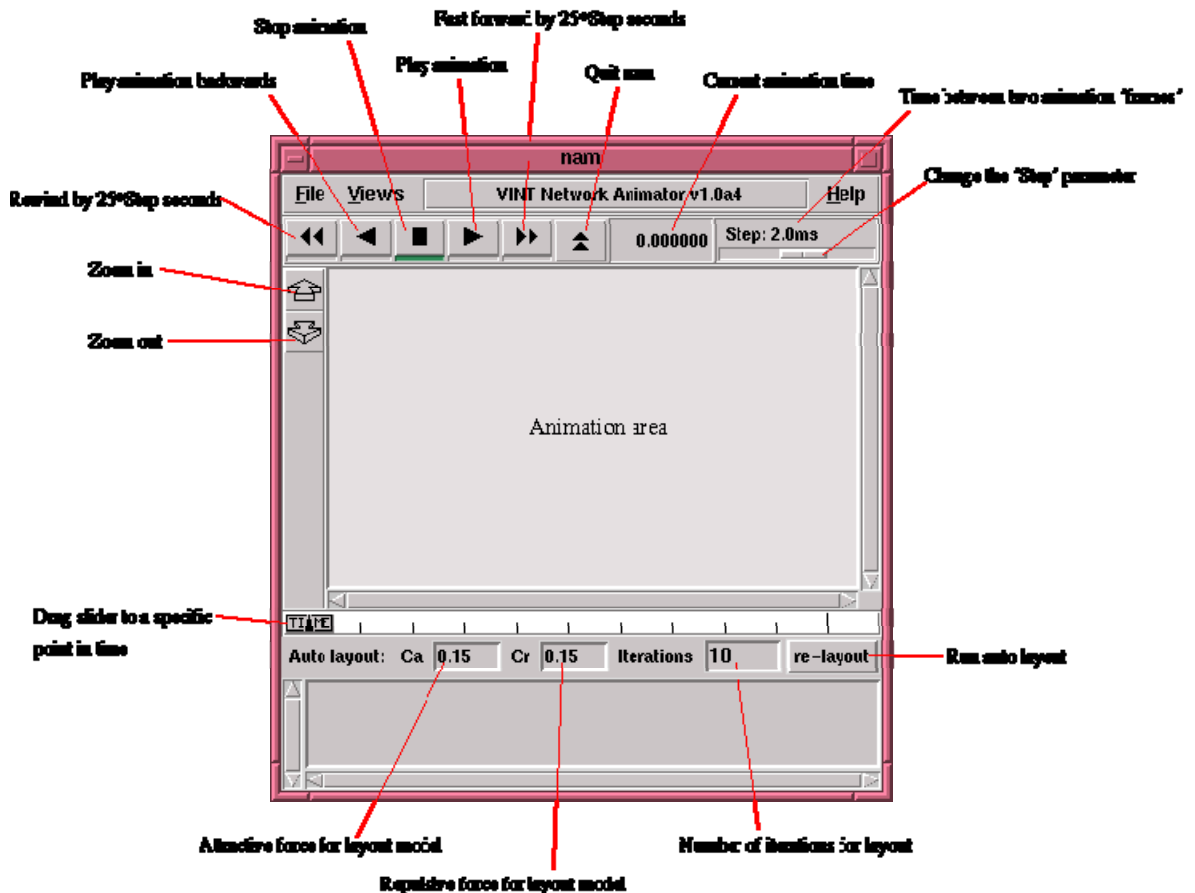 Fast forward by 25*Step seconds
Stop animation
Play animation
Quit nam
Play animation backwards
Current animation time
Time between two animation 'frames'
nam
Change the 'Step' parameter
File Views VINT Network Animator v1.0a4 Help
Rewind by 25*Step seconds
0.000000 Step: 2.0ms
Zoom in
Zoom out
Animation area
Drag slider to a specific
point in time
TIME
Auto layout: Ca 0.15 Cr 0.15 Iterations 10 re-layout
Run auto layout
Attractive force for layout model
Number of iterations for layout
Repulsive force for layout model